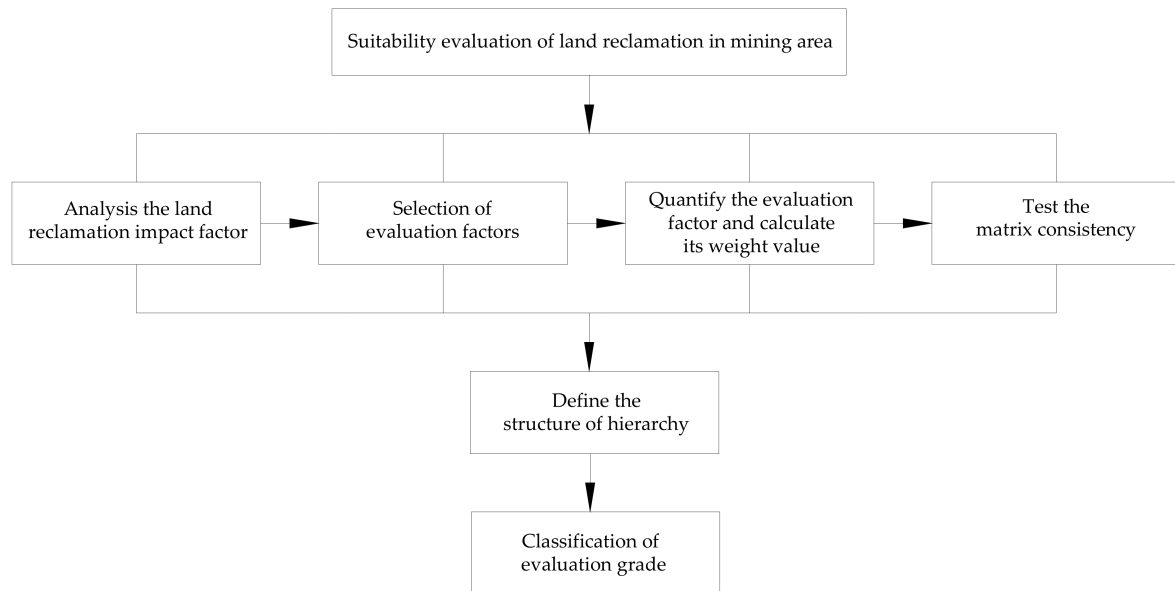 Suitability evaluation of land reclamation in mining area
Analysis the land
reclamation impact factor
Selection of
evaluation factors
Quantify the evaluation
factor and calculate
its weight value
Test the
matrix consistency
Define the
structure of hierarchy
Classification of
evaluation grade